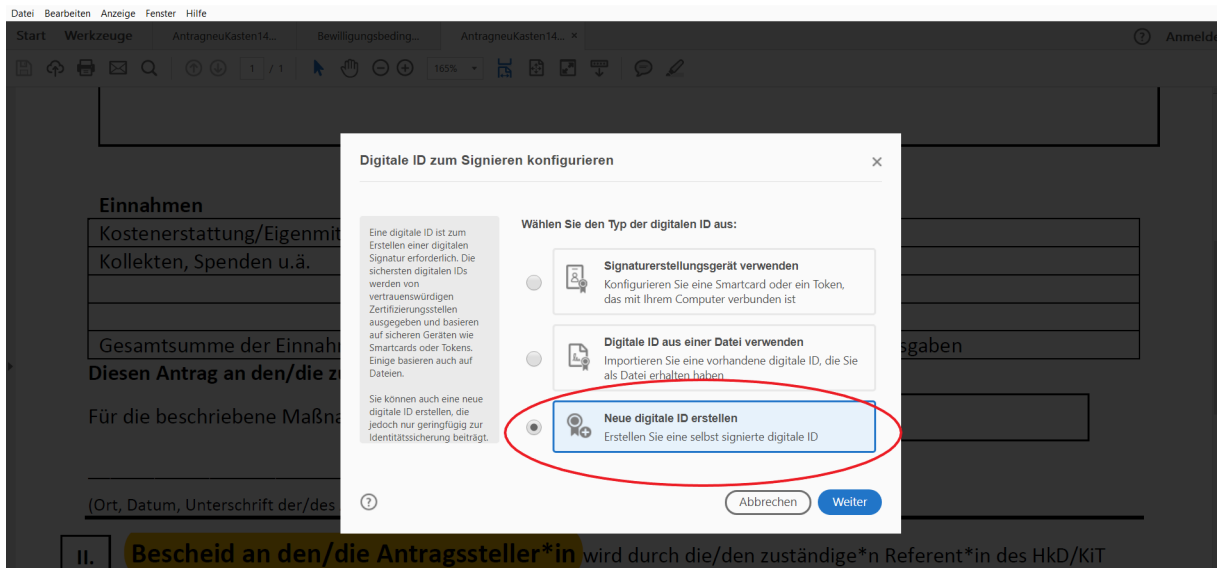 Datei Bearbeiten Anzeige Fenster Hilfe
Start Werkzeuge AntragneuKasten14... Bewilligungsbeding... AntragneuKasten14... × ? Anmelde
1 / 1 165%
Einnahmen
Kostenerstattung/Eigenmit
Kollekten, Spenden u.ä.
Gesamtsumme der Einnah
sgaben
Diesen Antrag an den/die z
Für die beschriebene Maßna
(Ort, Datum, Unterschrift der/des
II. Bescheid an den/die Antragssteller*in wird durch die/den zuständige*n Referent*in des HkD/KiT
Digitale ID zum Signieren konfigurieren ×
Eine digitale ID ist zum
Erstellen einer digitalen
Signatur erforderlich. Die
sichersten digitalen IDs
werden von
vertrauenswürdigen
Zertifizierungsstellen
ausgegeben und basieren
auf sicheren Geräten wie
Smartcards oder Tokens.
Einige basieren auch auf
Dateien.
Sie können auch eine neue
digitale ID erstellen, die
jedoch nur geringfügig zur
Identitätssicherung beiträgt.
Wählen Sie den Typ der digitalen ID aus:
Signaturerstellungsgerät verwenden
Konfigurieren Sie eine Smartcard oder ein Token,
das mit Ihrem Computer verbunden ist
Digitale ID aus einer Datei verwenden
Importieren Sie eine vorhandene digitale ID, die Sie
als Datei erhalten haben
Neue digitale ID erstellen
Erstellen Sie eine selbst signierte digitale ID
? Abbrechen Weiter